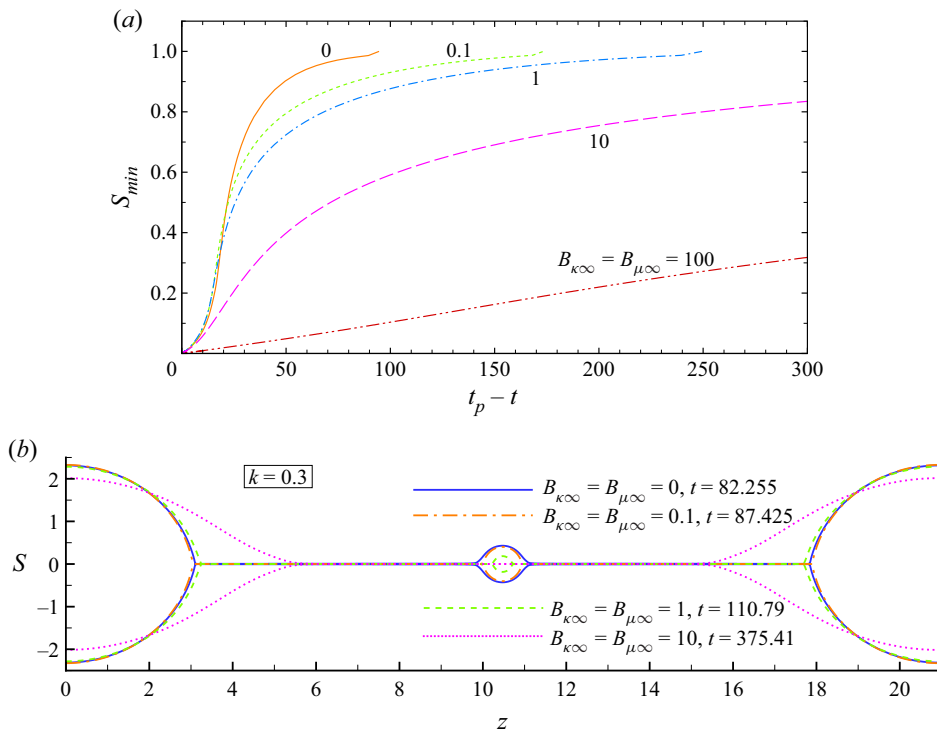 (a)
1.0
0.8
0.6
0.4
0.2
S_min
0
0.1
1
10
B_κ∞ = B_μ∞ = 100
0 50 100 150 200 250 300
t_p – t
(b)
k = 0.3
2
1
0
–1
–2
S
B_κ∞ = B_μ∞ = 0, t = 82.255
B_κ∞ = B_μ∞ = 0.1, t = 87.425
B_κ∞ = B_μ∞ = 1, t = 110.79
B_κ∞ = B_μ∞ = 10, t = 375.41
0 2 4 6 8 10 12 14 16 18 20
z